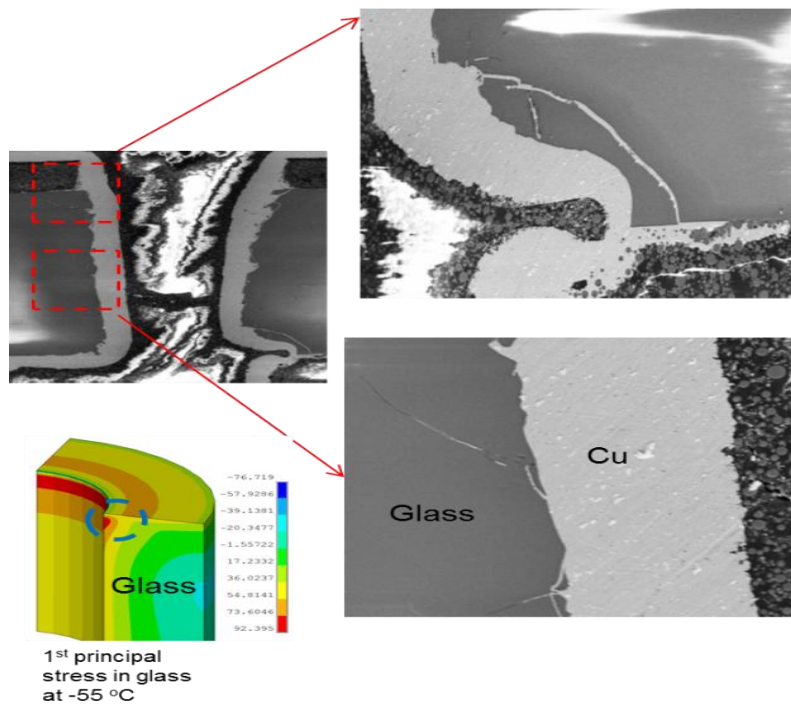 Cu
Glass
-76.719
-57.9286
-39.1381
-20.3477
-1.55722
17.2332
36.0237
54.8141
73.6046
92.395
Glass
1st principal
stress in glass
at -55 °C